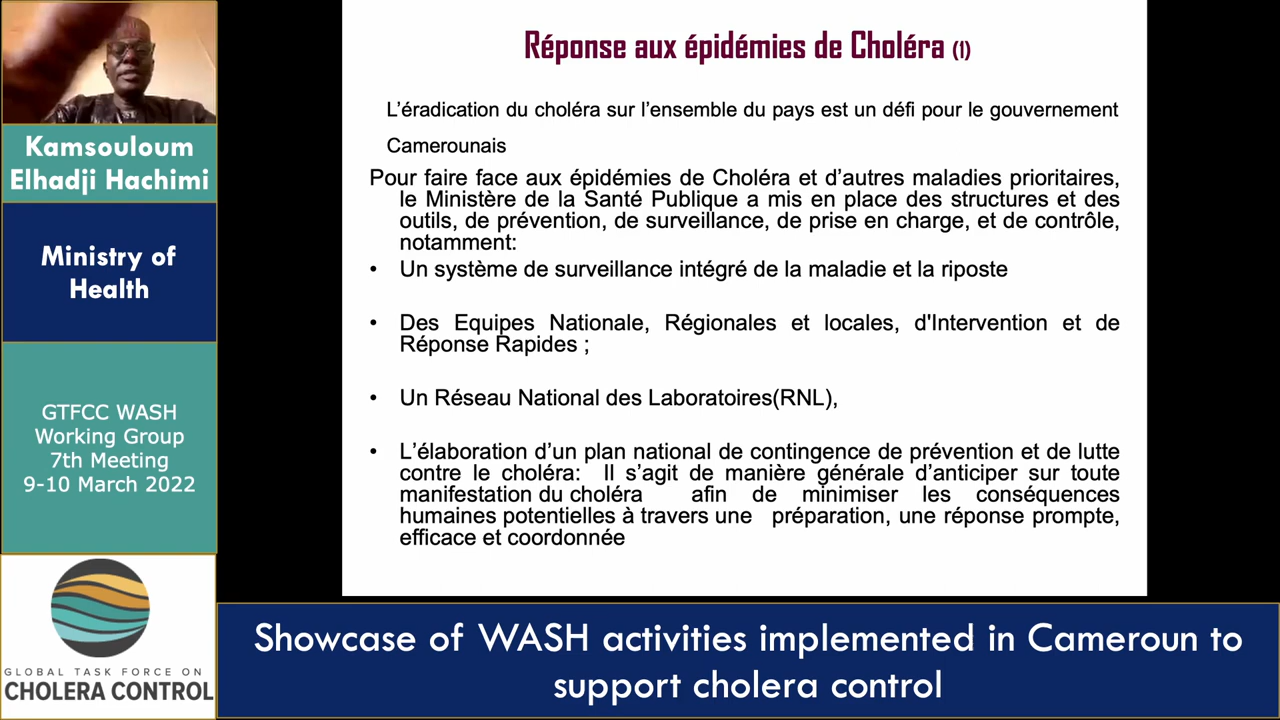 Kamsouloum
Elhadji Hachimi
Ministry of
Health
GTFCC WASH
Working Group
7th Meeting
9-10 March 2022
GLOBAL TASK FORCE ON
CHOLERA CONTROL
Réponse aux épidémies de Choléra (1)
L'éradication du choléra sur l'ensemble du pays est un défi pour le gouvernement
Camerounais
Pour faire face aux épidémies de Choléra et d'autres maladies prioritaires,
le Ministère de la Santé Publique a mis en place des structures et des
outils, de prévention, de surveillance, de prise en charge, et de contrôle,
notamment:
• Un système de surveillance intégré de la maladie et la riposte
• Des Equipes Nationale, Régionales et locales, d'Intervention et de
Réponse Rapides ;
• Un Réseau National des Laboratoires(RNL),
• L'élaboration d'un plan national de contingence de prévention et de lutte
contre le choléra: Il s'agit de manière générale d'anticiper sur toute
manifestation du choléra afin de minimiser les conséquences
humaines potentielles à travers une préparation, une réponse prompte,
efficace et coordonnée
Showcase of WASH activities implemented in Cameroun to
support cholera control